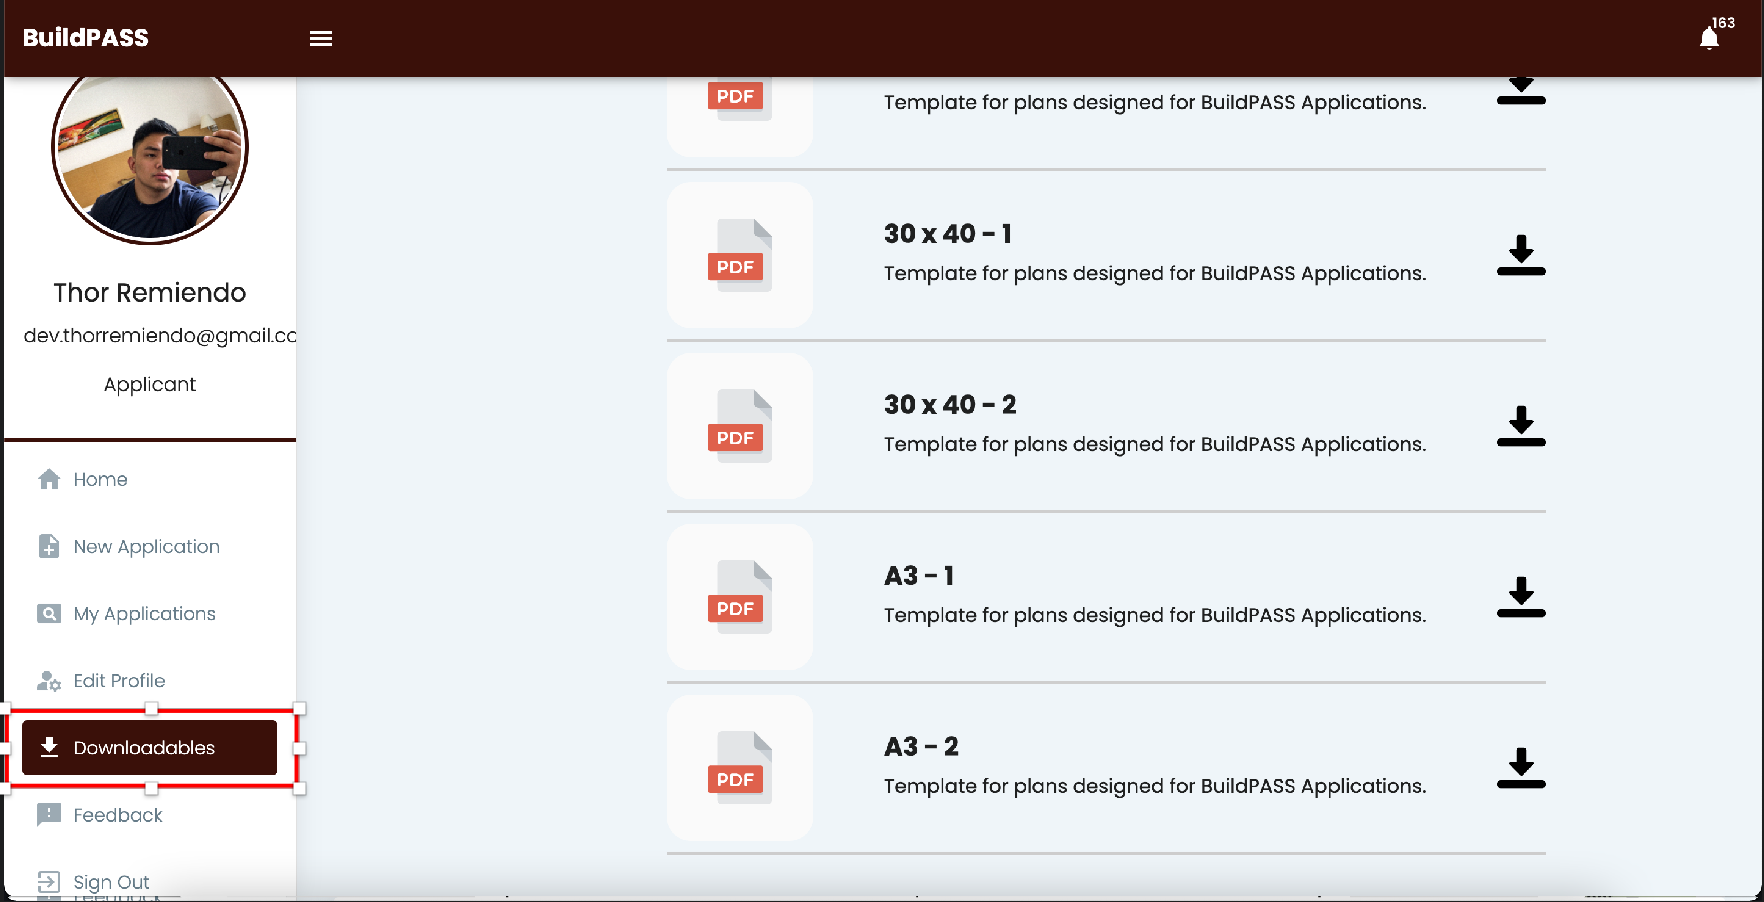 BuildPASS
163
Thor Remiendo
dev.thorremiendo@gmail.co
Applicant
Home
New Application
My Applications
Edit Profile
Downloadables
Feedback
Sign Out
Feedback
PDF
Template for plans designed for BuildPASS Applications.
PDF
30 x 40 - 1
Template for plans designed for BuildPASS Applications.
PDF
30 x 40 - 2
Template for plans designed for BuildPASS Applications.
PDF
A3 - 1
Template for plans designed for BuildPASS Applications.
PDF
A3 - 2
Template for plans designed for BuildPASS Applications.